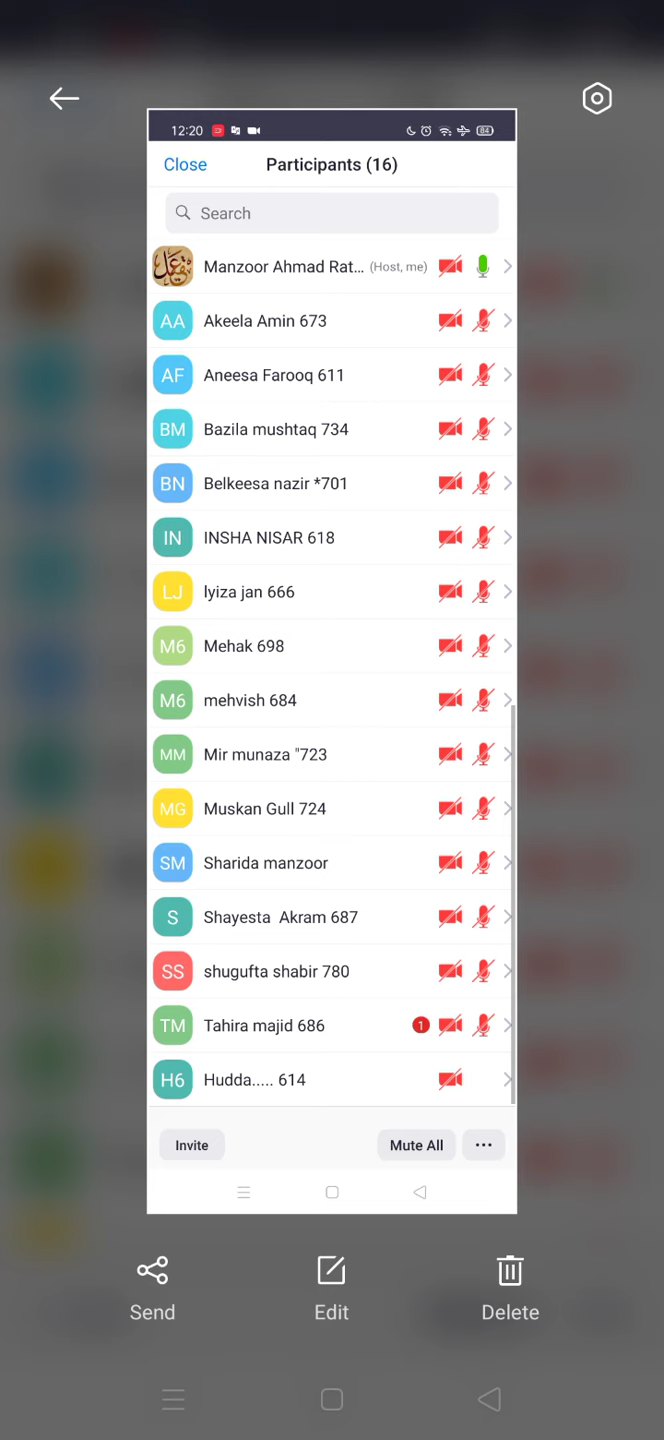 12:20
84
Close
Participants (16)
Search
Manzoor Ahmad Rat... (Host, me)
AA Akeela Amin 673
AF Aneesa Farooq 611
BM Bazila mushtaq 734
BN Belkeesa nazir *701
IN INSHA NISAR 618
LJ lyiza jan 666
M6 Mehak 698
M6 mehvish 684
MM Mir munaza "723
MG Muskan Gull 724
SM Sharida manzoor
S Shayesta Akram 687
SS shugufta shabir 780
TM Tahira majid 686 1
H6 Hudda..... 614
Invite
Mute All
...
Send
Edit
Delete